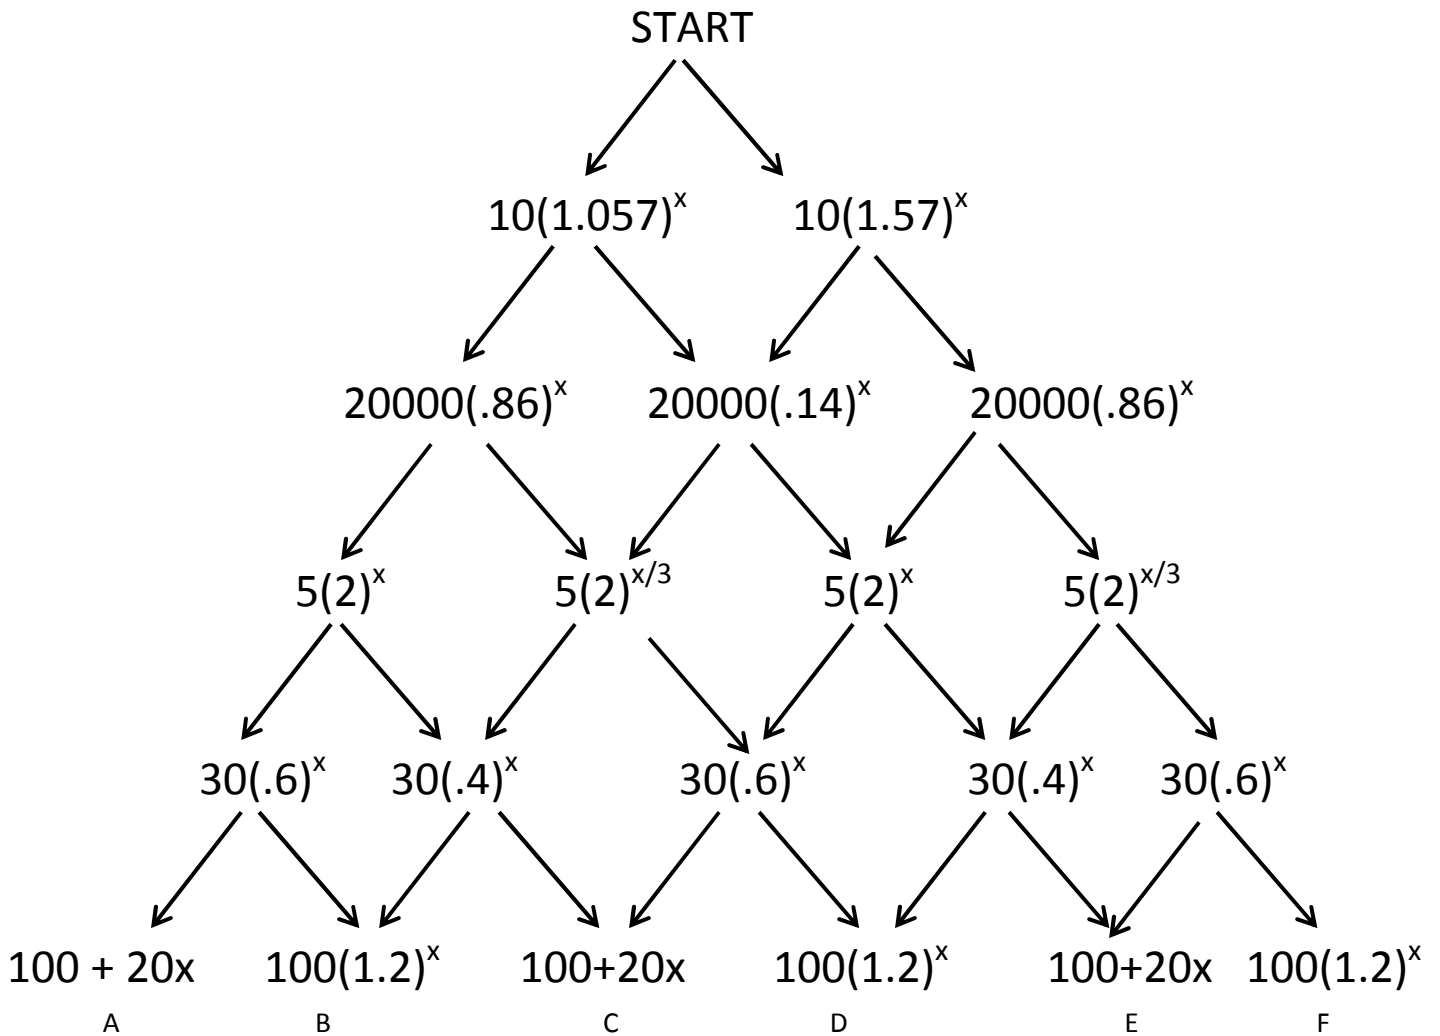 START
10(1.057)^x 10(1.57)^x
20000(.86)^x 20000(.14)^x 20000(.86)^x
5(2)^x 5(2)^x/3 5(2)^x 5(2)^x/3
30(.6)^x 30(.4)^x 30(.6)^x 30(.4)^x 30(.6)^x
100 + 20x 100(1.2)^x 100+20x 100(1.2)^x 100+20x 100(1.2)^x
A B C D E F